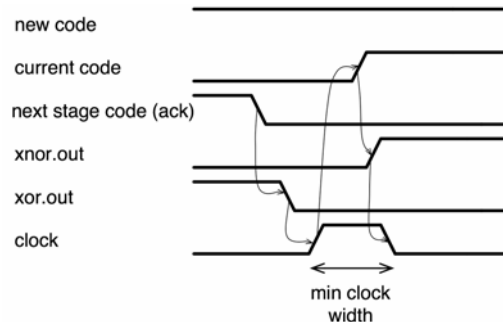 new code
current code
next stage code (ack)
xnor.out
xor.out
clock
min clock
width